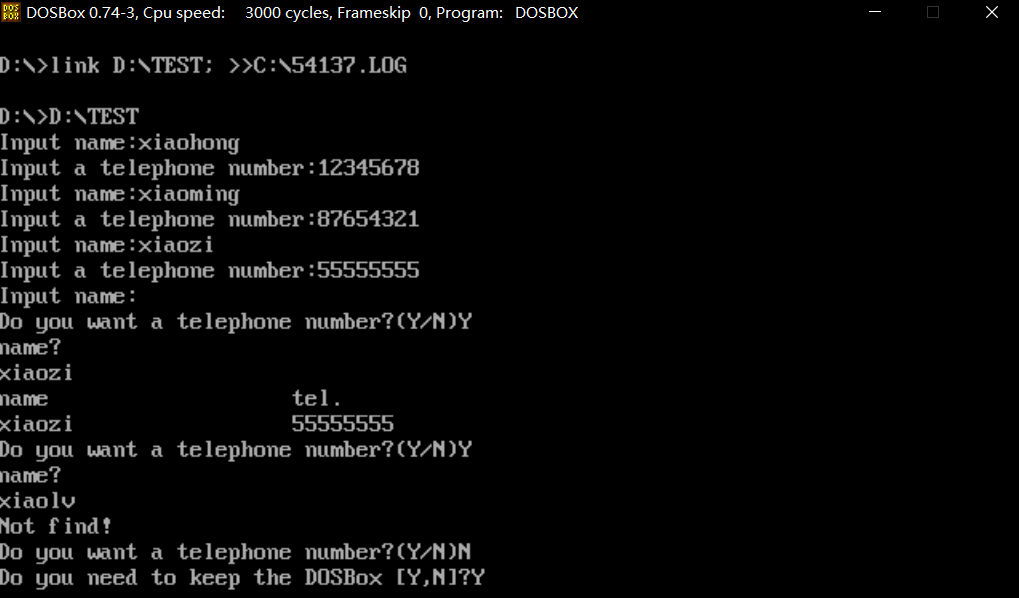 DOS BOX DOSBox 0.74-3, Cpu speed: 3000 cycles, Frameskip 0, Program: DOSBOX
D:\>link D:\TEST; >>C:\54137.LOG
D:\>D:\TEST
Input name:xiaohong
Input a telephone number:12345678
Input name:xiaoming
Input a telephone number:87654321
Input name:xiaozi
Input a telephone number:55555555
Input name:
Do you want a telephone number?(Y/N)Y
name?
xiaozi
name tel.
xiaozi 55555555
Do you want a telephone number?(Y/N)Y
name?
xiaolv
Not find!
Do you want a telephone number?(Y/N)N
Do you need to keep the DOSBox [Y,N]?Y